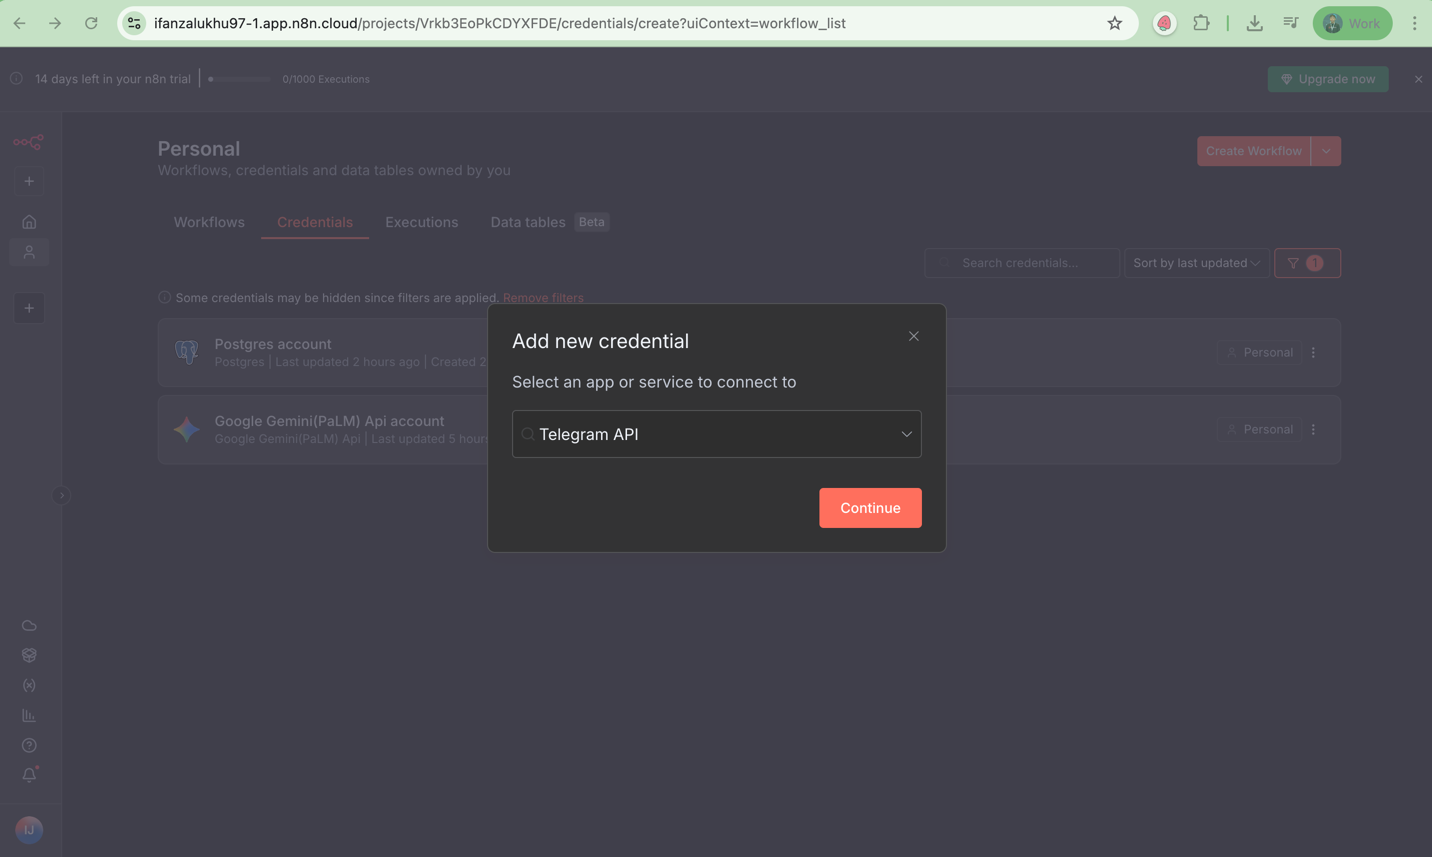 ifanzalukhu97-1.app.n8n.cloud/projects/Vrkb3EoPkCDYXFDE/credentials/create?uiContext=workflow_list
Work
14 days left in your n8n trial
0/1000 Executions
Upgrade now
Personal
Workflows, credentials and data tables owned by you
Create Workflow
Workflows
Credentials
Executions
Data tables
Beta
Search credentials...
Sort by last updated
1
Some credentials may be hidden since filters are applied. Remove filters
Postgres account
Postgres | Last updated 2 hours ago | Created 2
Personal
Google Gemini(PaLM) Api account
Google Gemini(PaLM) Api | Last updated 5 hours
Personal
Add new credential
Select an app or service to connect to
Telegram API
Continue
IJ